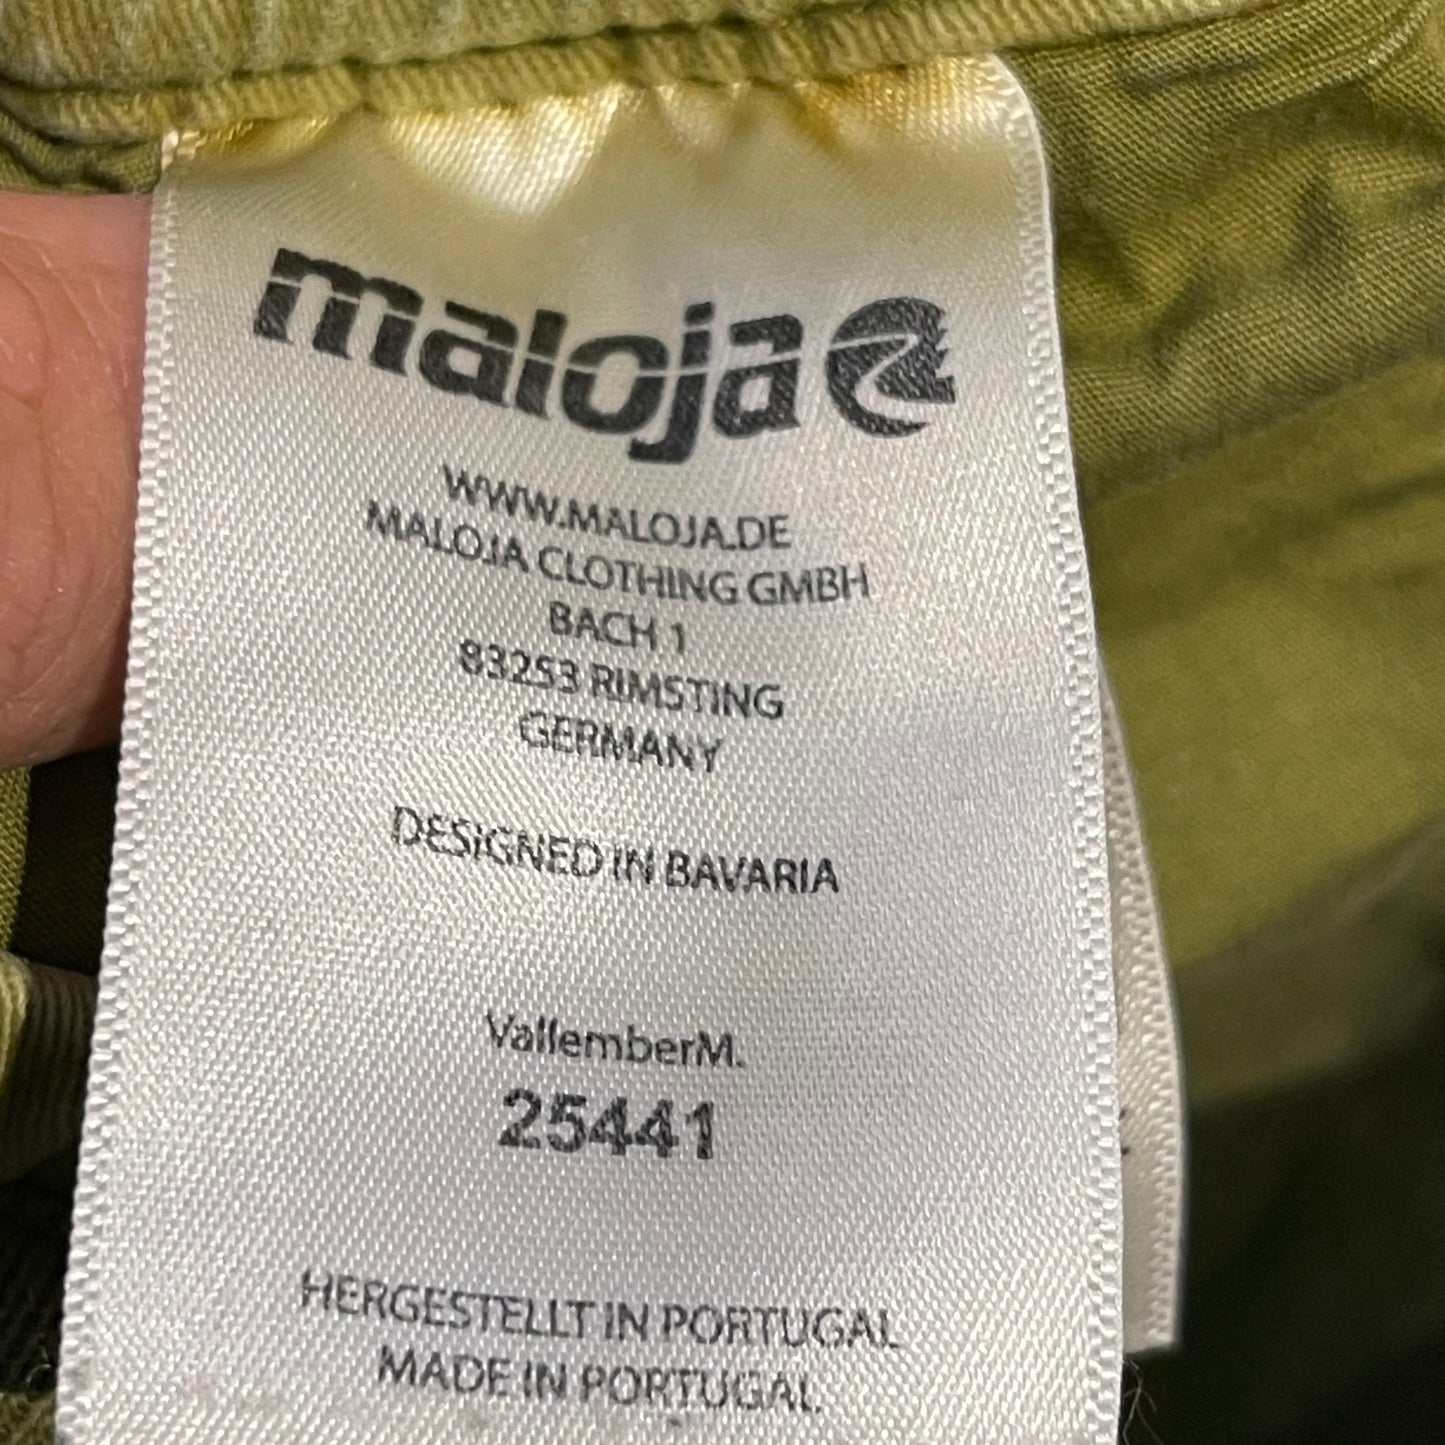 maloja
WWW.MALOJA.DE
MALOJA CLOTHING GMBH
BACH 1
83253 RIMSTING
GERMANY
DESIGNED IN BAVARIA
VallemberM.
25441
HERGESTELLT IN PORTUGAL
MADE IN PORTUGAL